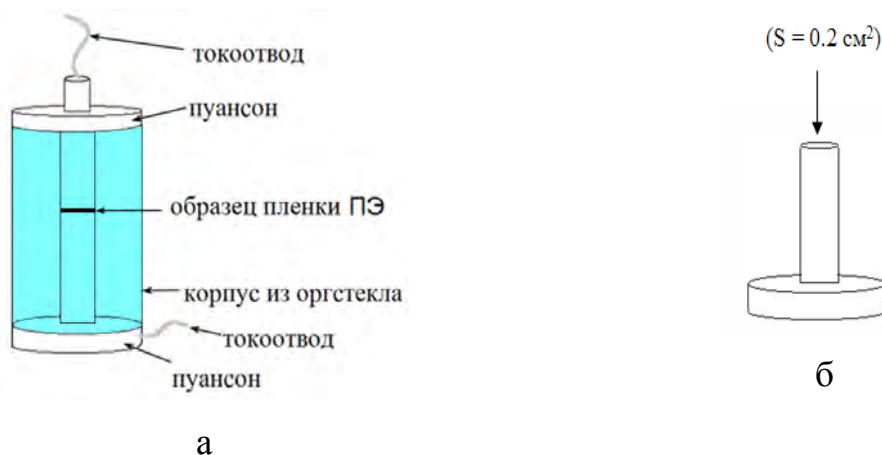 токоотвод
пуансон
образец пленки ПЭ
корпус из оргстекла
токоотвод
пуансон
а
(S = 0.2 см²)
б